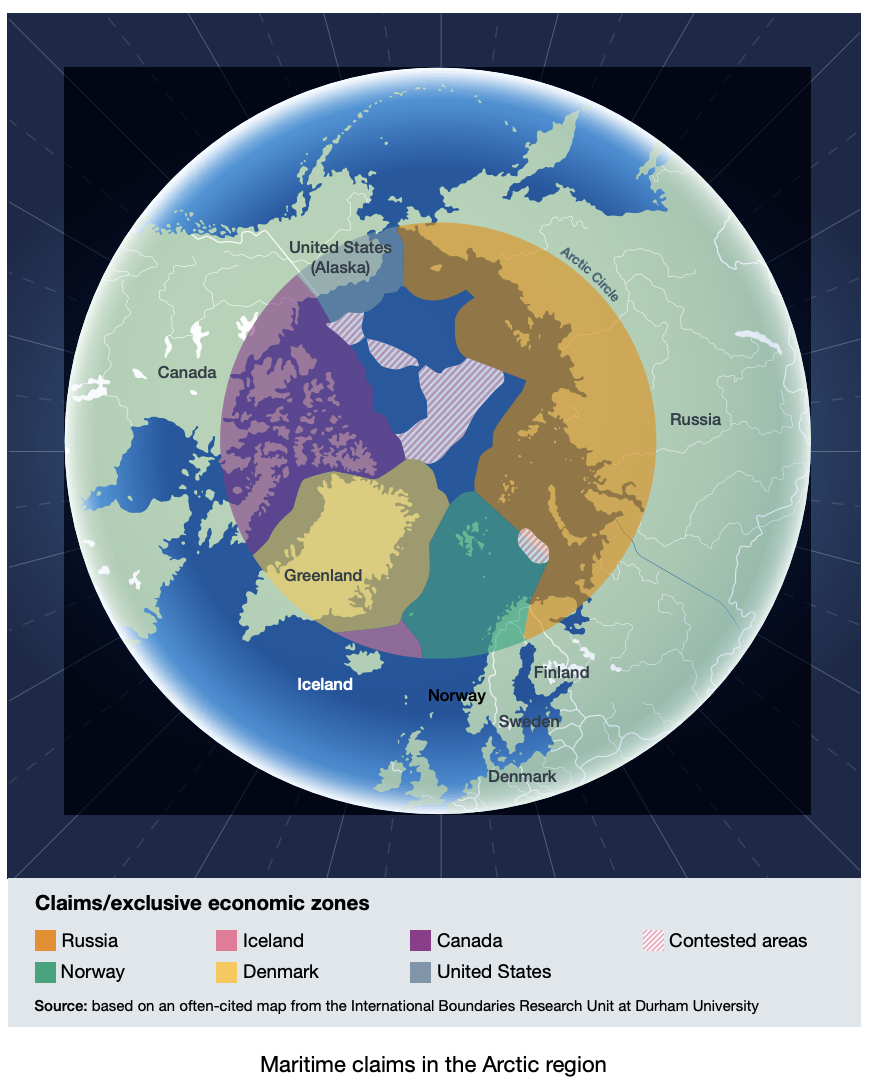 United States
(Alaska)
Arctic Circle
Canada
Russia
Greenland
Iceland
Finland
Norway
Sweden
Denmark
Claims/exclusive economic zones
Russia
Iceland
Canada
Contested areas
Norway
Denmark
United States
Source: based on an often-cited map from the International Boundaries Research Unit at Durham University
Maritime claims in the Arctic region